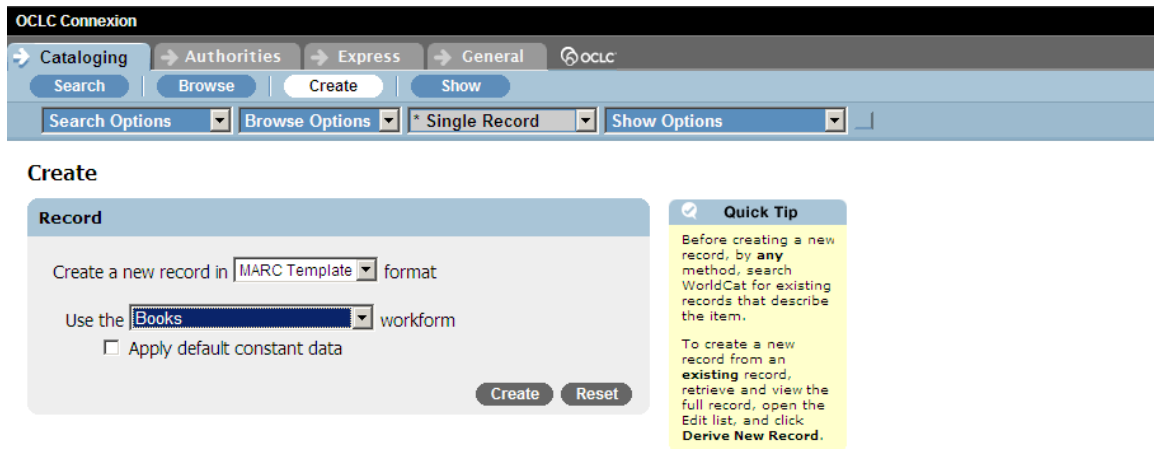 OCLC Connexion
Cataloging Authorities Express General OCLC
Search Browse Create Show
Search Options Browse Options * Single Record Show Options
Create
Record
Create a new record in MARC Template format
Use the Books workform
Apply default constant data
Create Reset
Quick Tip
Before creating a new
record, by any
method, search
WorldCat for existing
records that describe
the item.
To create a new
record from an
existing record,
retrieve and view the
full record, open the
Edit list, and click
Derive New Record.